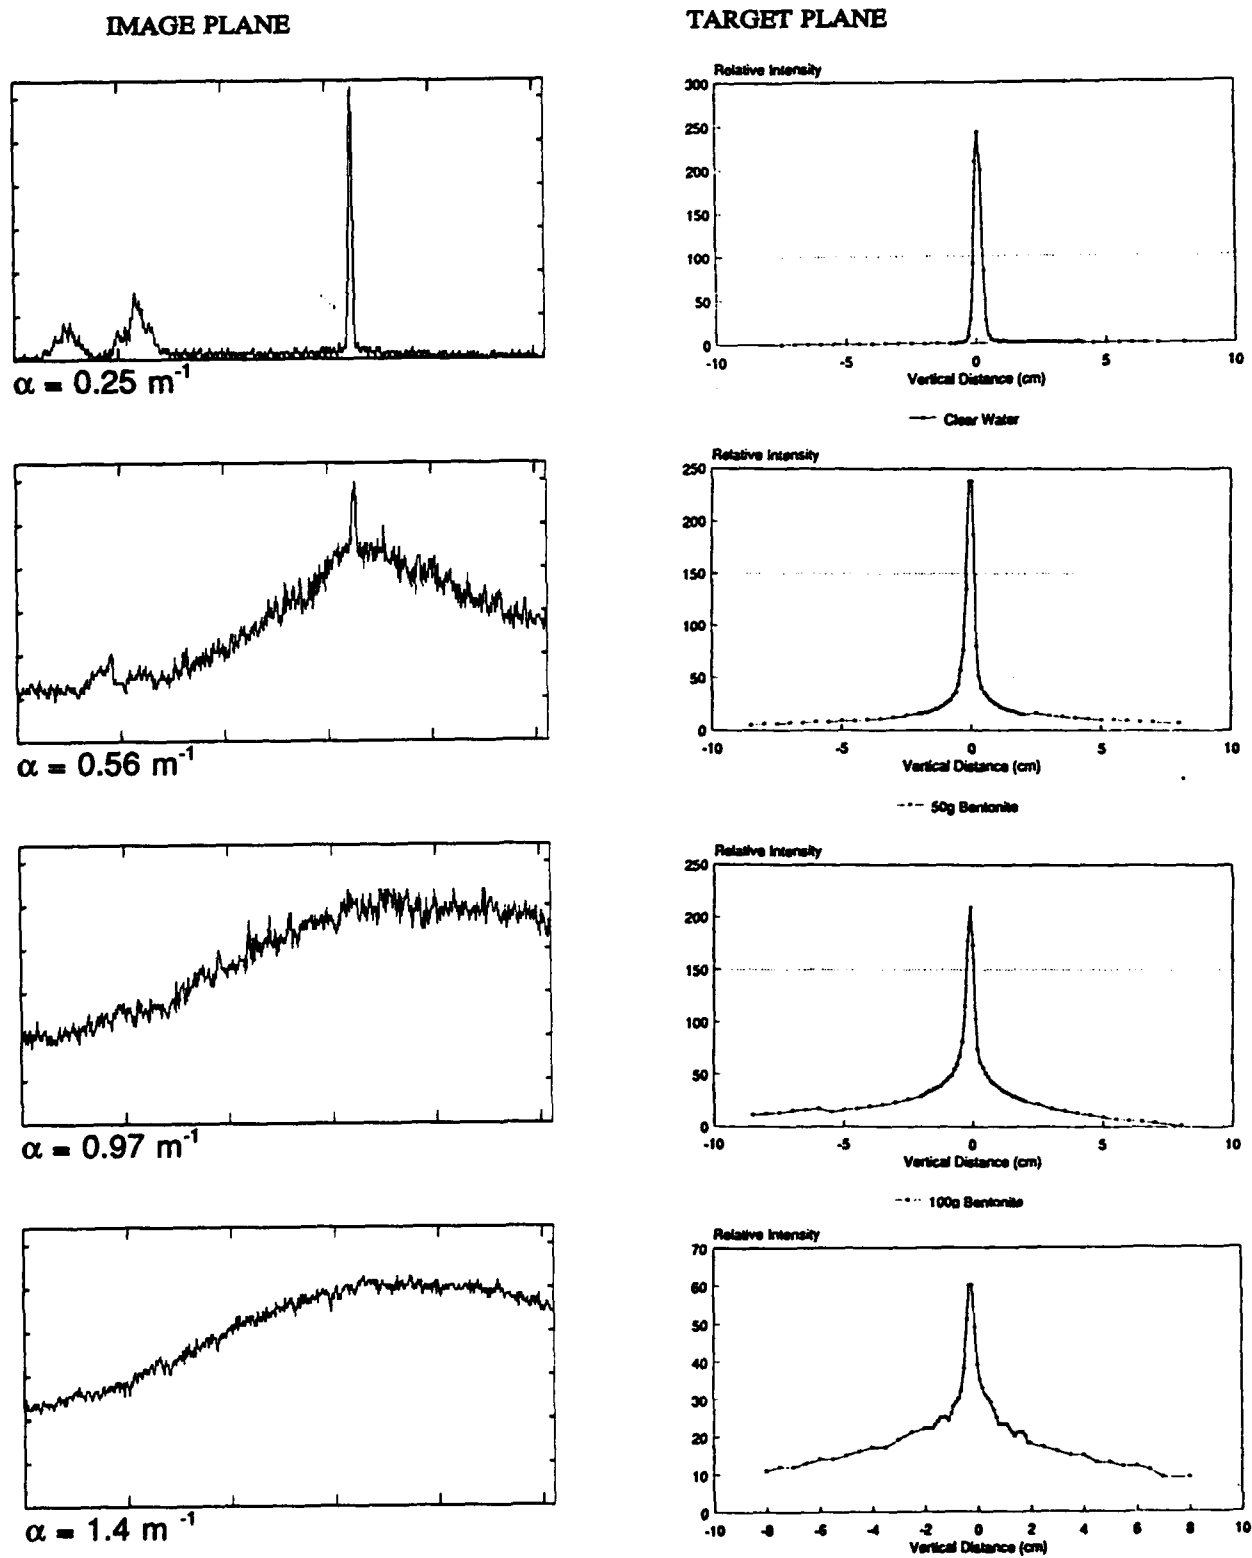 IMAGE PLANE
TARGET PLANE
α = 0.25 m-1
Relative Intensity
300
250
200
150
100
50
0
-10 -5 0 5 10
Vertical Distance (cm)
Clear Water
α = 0.56 m-1
Relative Intensity
250
200
150
100
50
0
-10 -5 0 5 10
Vertical Distance (cm)
50g Bentonite
α = 0.97 m-1
Relative Intensity
250
200
150
100
50
0
-10 -5 0 5 10
Vertical Distance (cm)
100g Bentonite
α = 1.4 m-1
Relative Intensity
70
60
50
40
30
20
10
0
-10 -8 -6 -4 -2 0 2 4 6 8 10
Vertical Distance (cm)